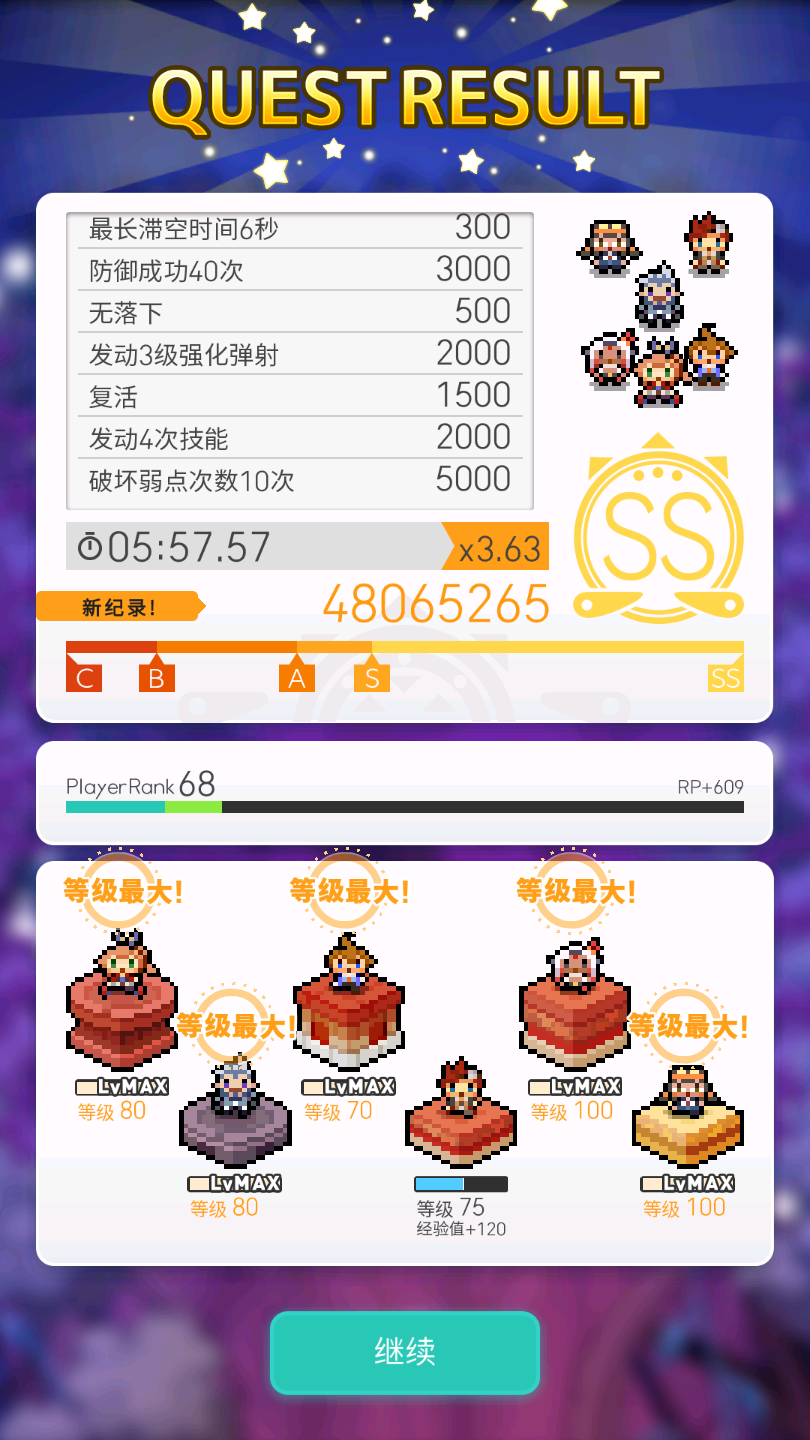 QUEST RESULT
最长滞空时间6秒 300
防御成功40次 3000
无落下 500
发动3级强化弹射 2000
复活 1500
发动4次技能 2000
破坏弱点次数10次 5000
SS
05:57.57 x3.63
新纪录! 48065265
C B A S SS
PlayerRank 68 RP+609
等级最大! 等级最大! 等级最大!
等级最大! 等级最大!
LvMAX LvMAX LvMAX
等级 80 等级 70 等级 100
LvMAX 等级 75 LvMAX
等级 80 经验值+120 等级 100
继续